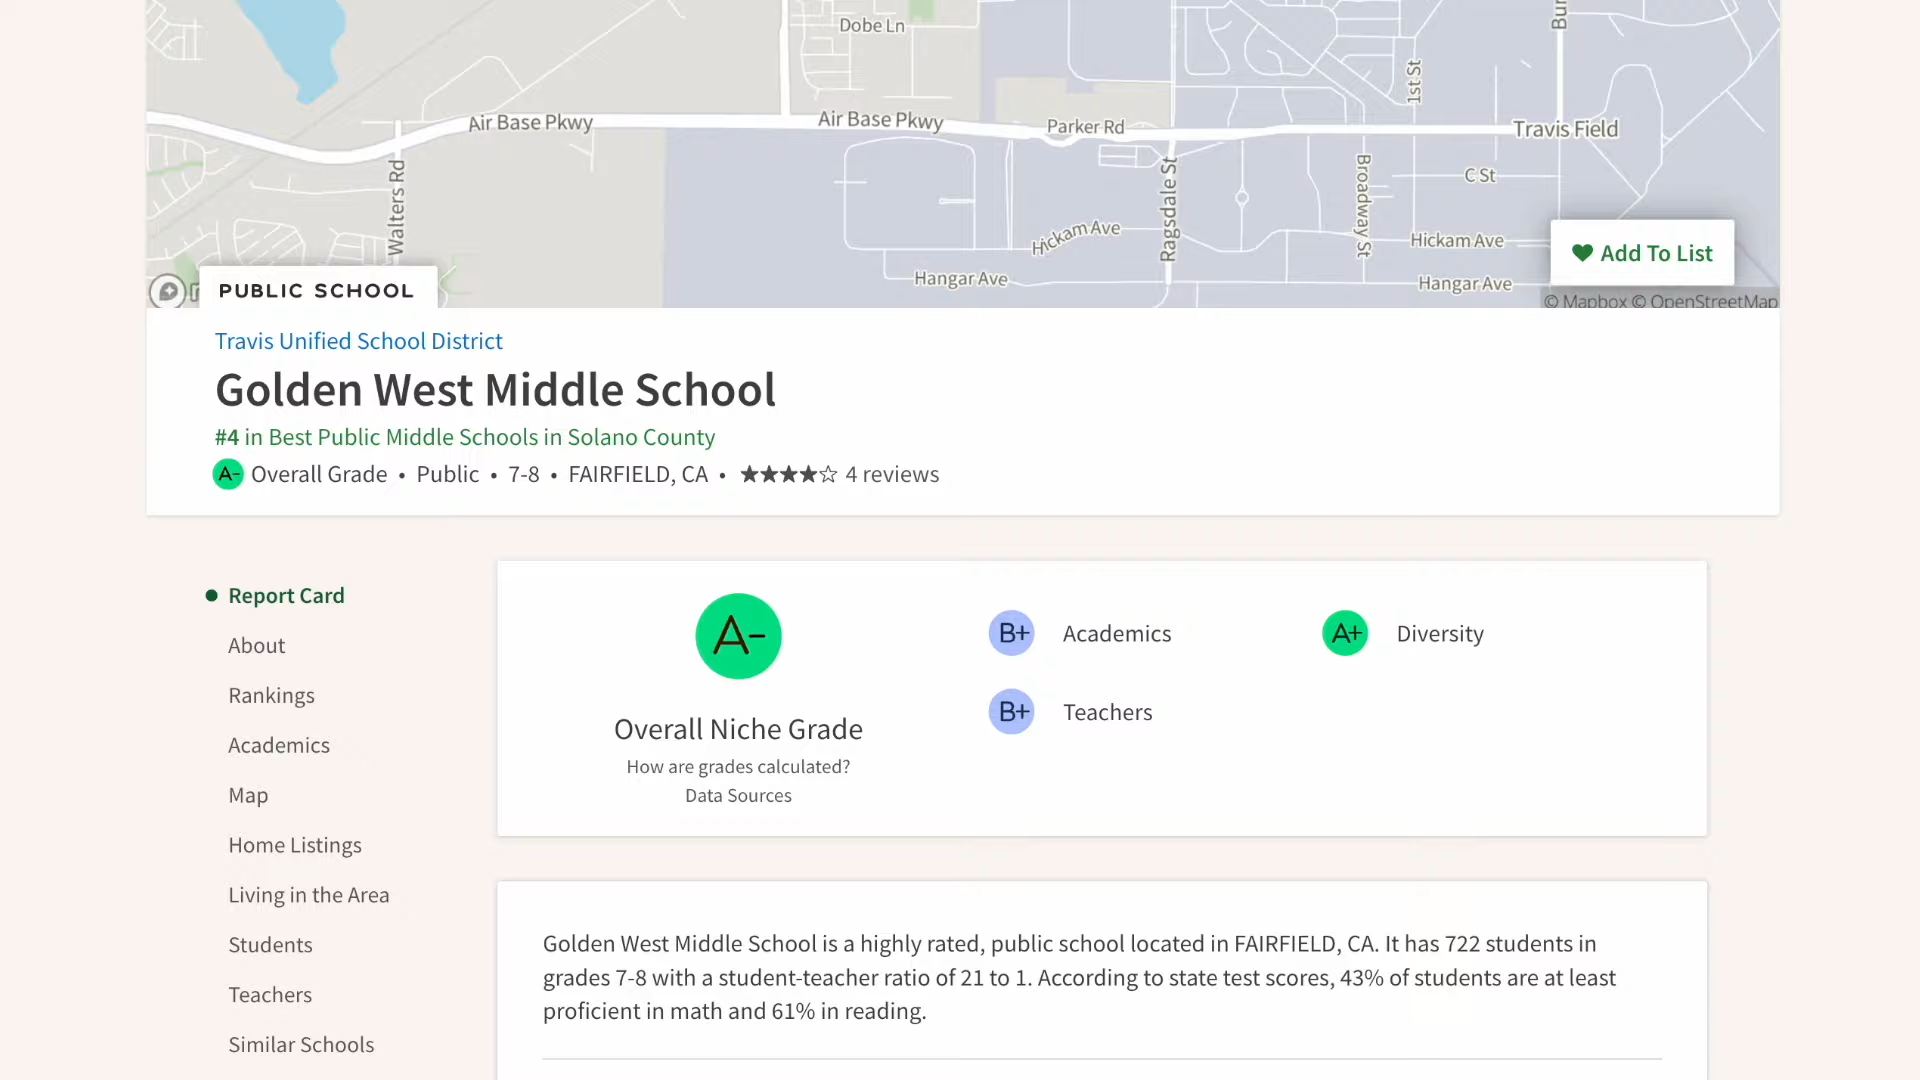 Dobe Ln
1st St
Air Base Pkwy
Air Base Pkwy
Parker Rd
Travis Field
Walters Rd
Ragsdale St
Broadway St
C St
Hickam Ave
Hickam Ave
Hangar Ave
Hangar Ave
Add To List
© Mapbox © OpenStreetMap
PUBLIC SCHOOL
Travis Unified School District
Golden West Middle School
#4 in Best Public Middle Schools in Solano County
A- Overall Grade • Public • 7-8 • FAIRFIELD, CA • ★★★★☆ 4 reviews
Report Card
About
Rankings
Academics
Map
Home Listings
Living in the Area
Students
Teachers
Similar Schools
A-
Overall Niche Grade
How are grades calculated?
Data Sources
B+ Academics
A+ Diversity
B+ Teachers
Golden West Middle School is a highly rated, public school located in FAIRFIELD, CA. It has 722 students in
grades 7-8 with a student-teacher ratio of 21 to 1. According to state test scores, 43% of students are at least
proficient in math and 61% in reading.